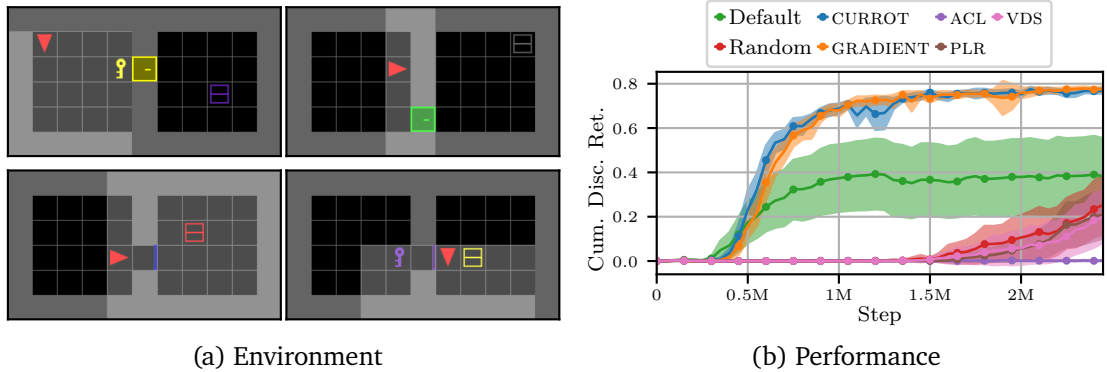 Default CURROT ACL VDS
Random GRADIENT PLR
Cum. Disc. Ret.
0.8
0.6
0.4
0.2
0.0
0 0.5M 1M 1.5M 2M
Step
(a) Environment (b) Performance